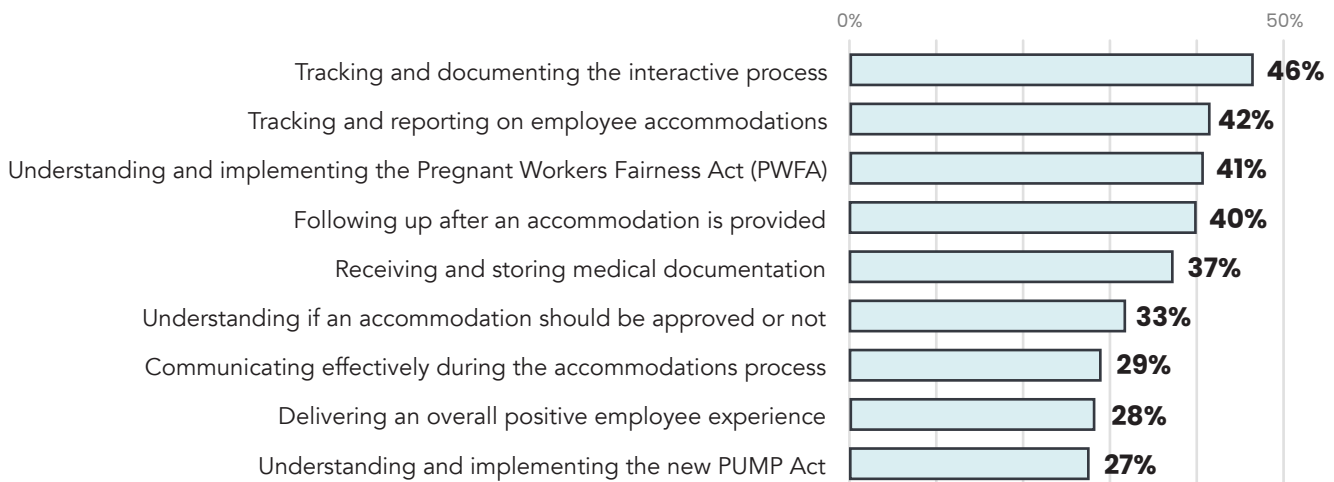 0% 50%
Tracking and documenting the interactive process 46%
Tracking and reporting on employee accommodations 42%
Understanding and implementing the Pregnant Workers Fairness Act (PWFA) 41%
Following up after an accommodation is provided 40%
Receiving and storing medical documentation 37%
Understanding if an accommodation should be approved or not 33%
Communicating effectively during the accommodations process 29%
Delivering an overall positive employee experience 28%
Understanding and implementing the new PUMP Act 27%